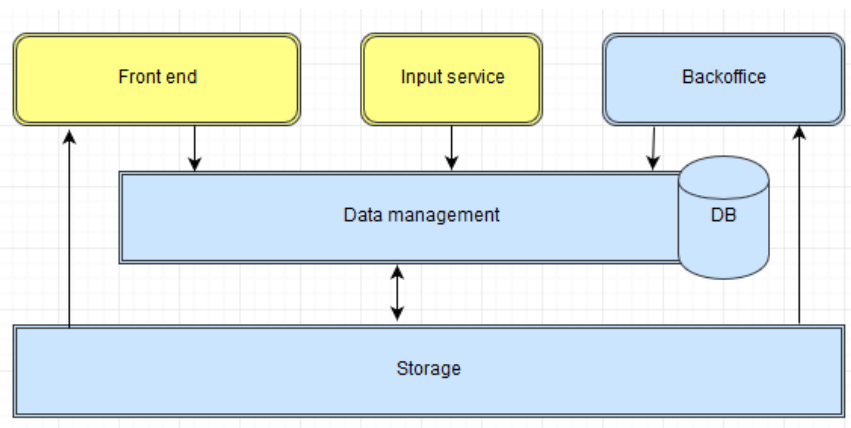 Front end
Input service
Backoffice
Data management
DB
Storage